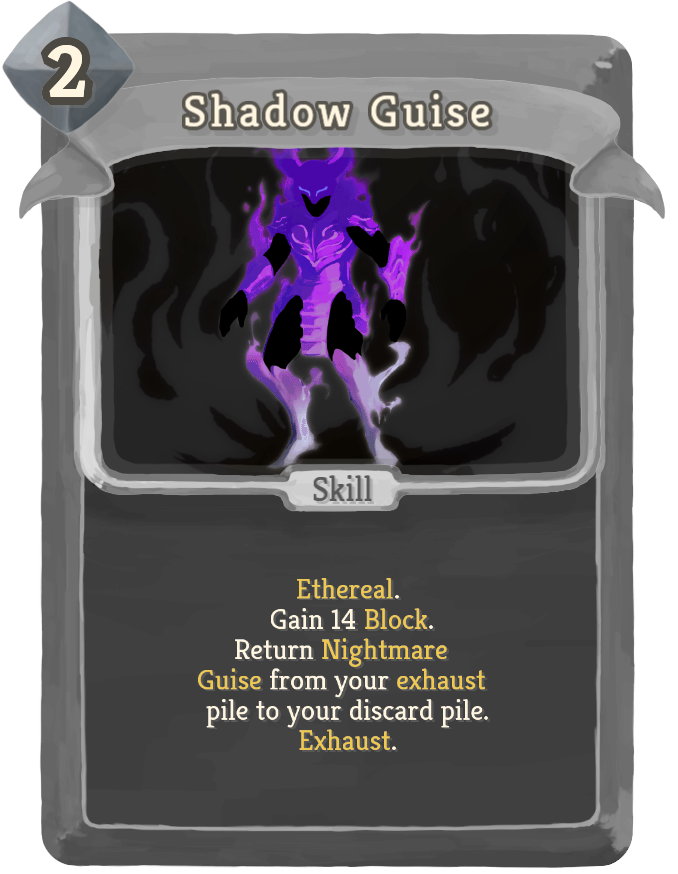 2
Shadow Guise
Skill
Ethereal.
Gain 14 Block.
Return Nightmare
Guise from your exhaust
pile to your discard pile.
Exhaust.